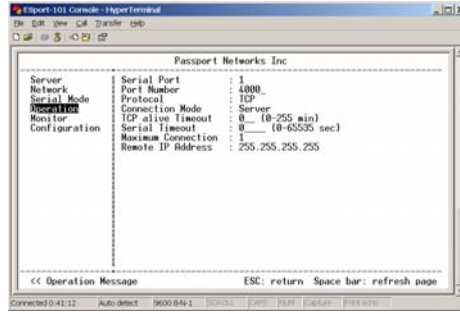 ESport-101 Console - HyperTerminal
File Edit View Call Transfer Help
Passport Networks Inc
Server
Network
Serial Mode
Operation
Monitor
Configuration
Serial Port : 1
Port Number : 4000_
Protocol : TCP
Connection Mode : Server
TCP alive Timeout : 0__ (0-255 min)
Serial Timeout : 0____ (0-65535 sec)
Maximum Connection : 1
Remote IP Address : 255.255.255.255
<< Operation Message ESC: return Space bar: refresh page
Connected 0:41:12 Auto detect 9600 8-N-1 SCROLL CAPS NUM Capture Print echo